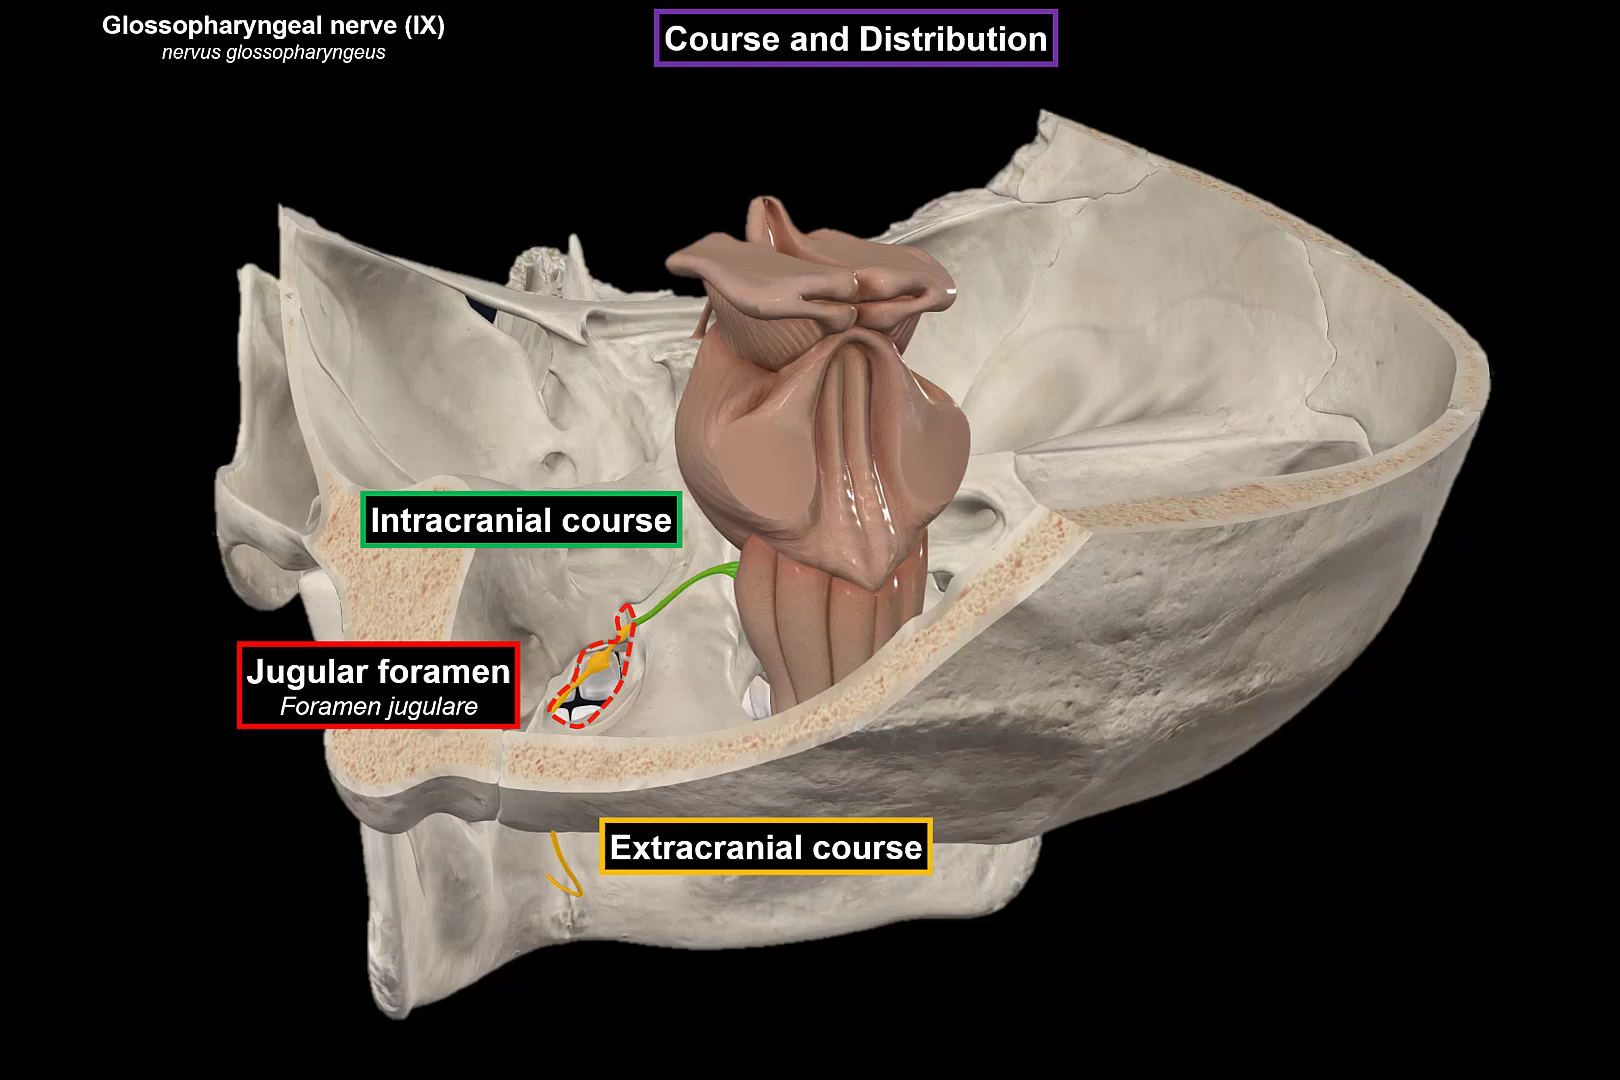 Glossopharyngeal nerve (IX)
nervus glossopharyngeus
Course and Distribution
Intracranial course
Jugular foramen
Foramen jugulare
Extracranial course